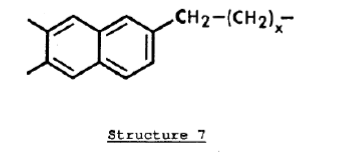 CH₂−(CH₂)ₓ−
Structure 7